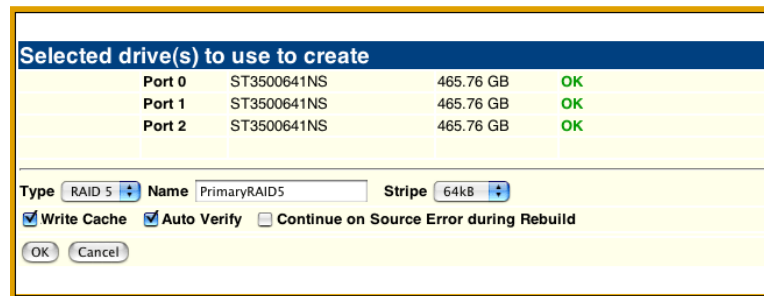 Selected drive(s) to use to create
Port 0 ST3500641NS 465.76 GB OK
Port 1 ST3500641NS 465.76 GB OK
Port 2 ST3500641NS 465.76 GB OK
Type RAID 5 Name PrimaryRAID5 Stripe 64kB
Write Cache Auto Verify Continue on Source Error during Rebuild
OK Cancel